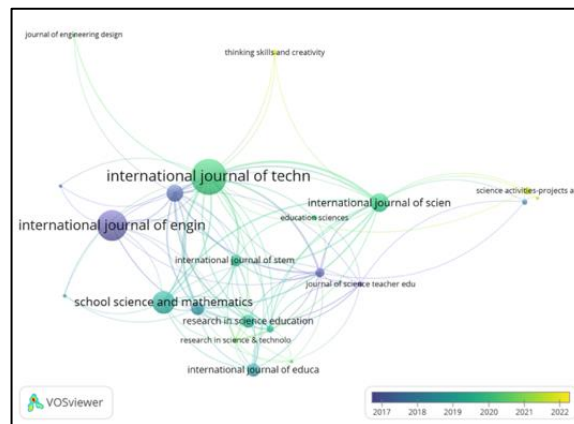 journal of engineering design
thinking skills and creativity
international journal of techn
international journal of scien
science activities-projects a
education sciences
international journal of engin
international journal of stem
journal of science teacher edu
school science and mathematics
research in science education
research in science & technolo
international journal of educa
VOSviewer
2017 2018 2019 2020 2021 2022